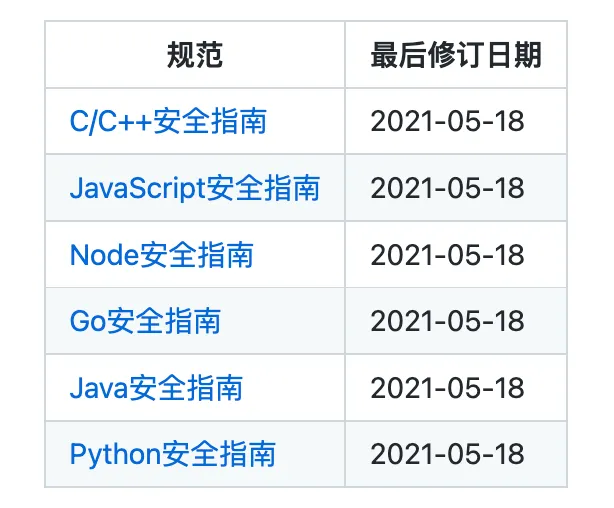 规范 最后修订日期
C/C++安全指南 2021-05-18
JavaScript安全指南 2021-05-18
Node安全指南 2021-05-18
Go安全指南 2021-05-18
Java安全指南 2021-05-18
Python安全指南 2021-05-18